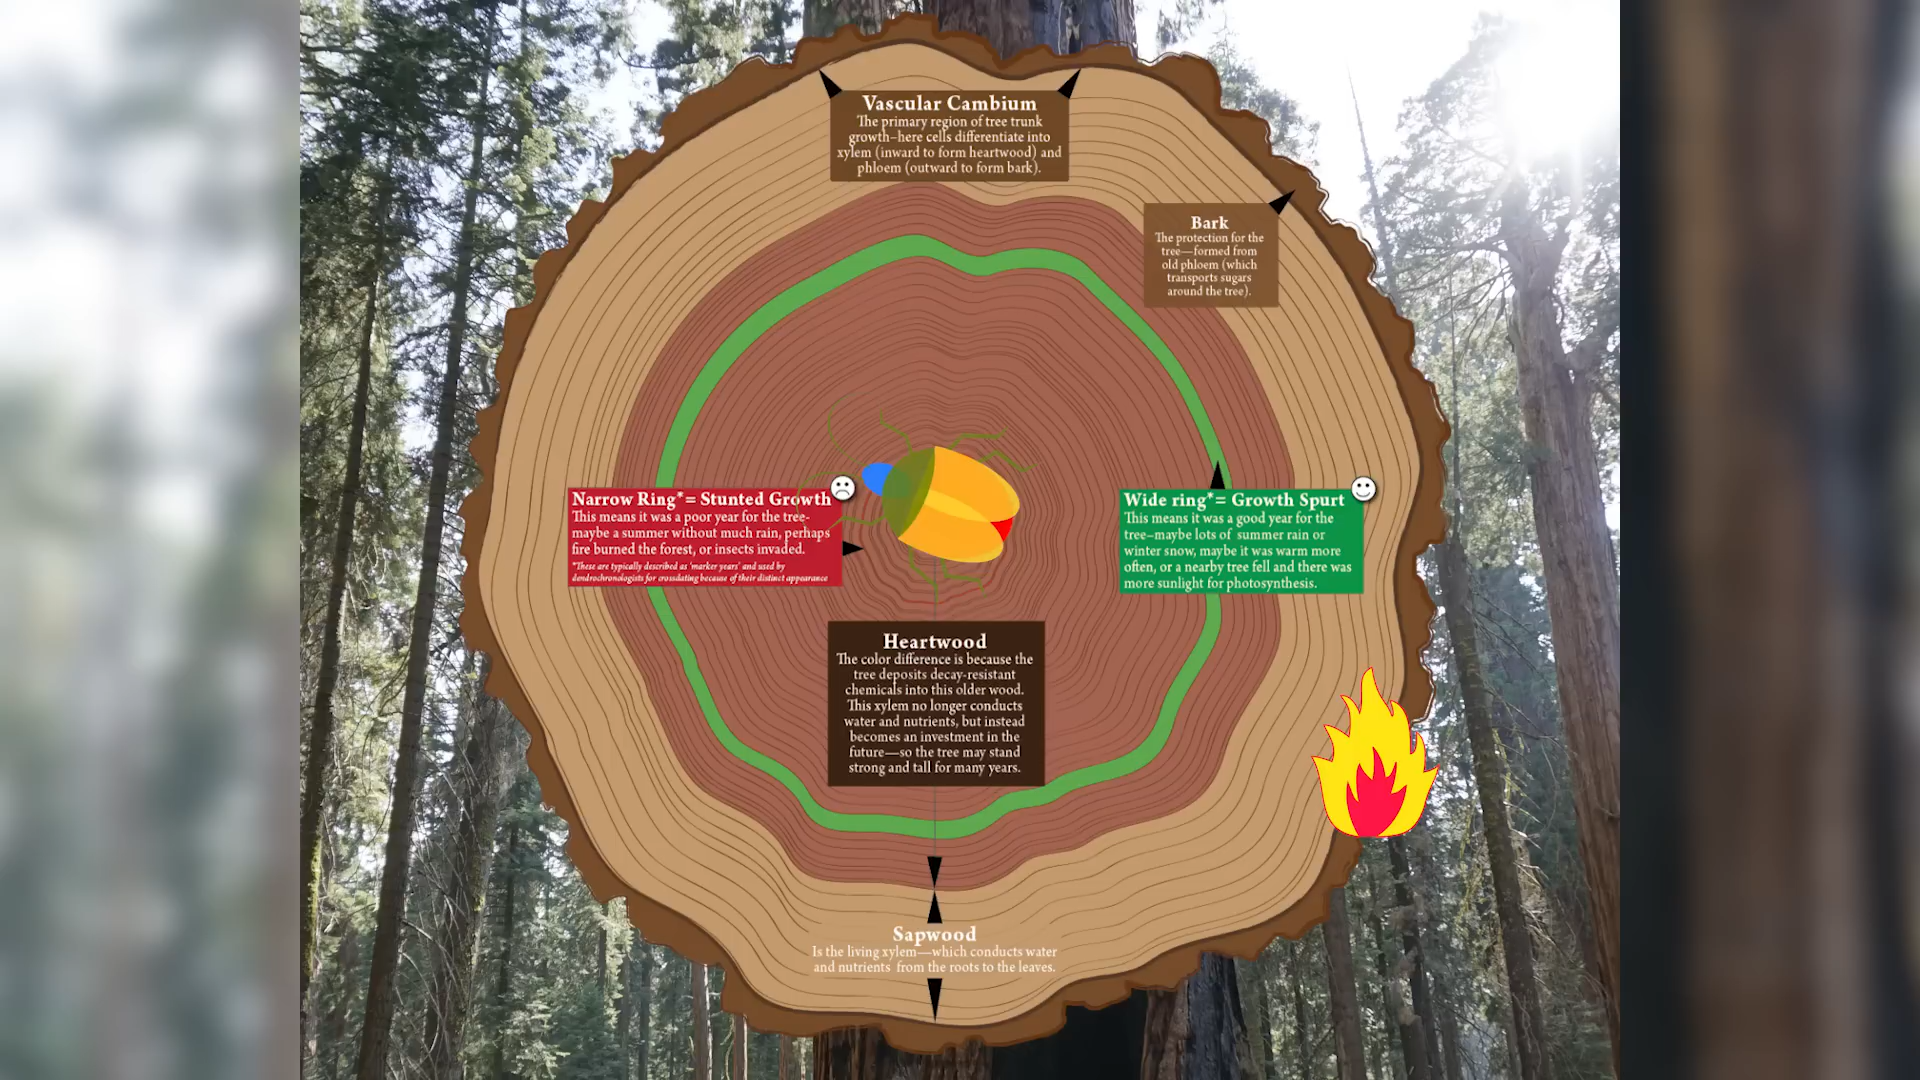 Vascular Cambium
The primary region of tree trunk
growth–here cells differentiate into
xylem (inward to form heartwood) and
phloem (outward to form bark).
Bark
The protection for the
tree—formed from
old phloem (which
transports sugars
around the tree).
Narrow Ring*= Stunted Growth
This means it was a poor year for the tree-
maybe a summer without much rain, perhaps
fire burned the forest, or insects invaded.
*These are typically described as 'marker years' and used by
dendrochronologists for crossdating because of their distinct appearance
Wide ring*= Growth Spurt
This means it was a good year for the
tree–maybe lots of summer rain or
winter snow, maybe it was warm more
often, or a nearby tree fell and there was
more sunlight for photosynthesis.
Heartwood
The color difference is because the
tree deposits decay-resistant
chemicals into this older wood.
This xylem no longer conducts
water and nutrients, but instead
becomes an investment in the
future—so the tree may stand
strong and tall for many years.
Sapwood
Is the living xylem—which conducts water
and nutrients from the roots to the leaves.